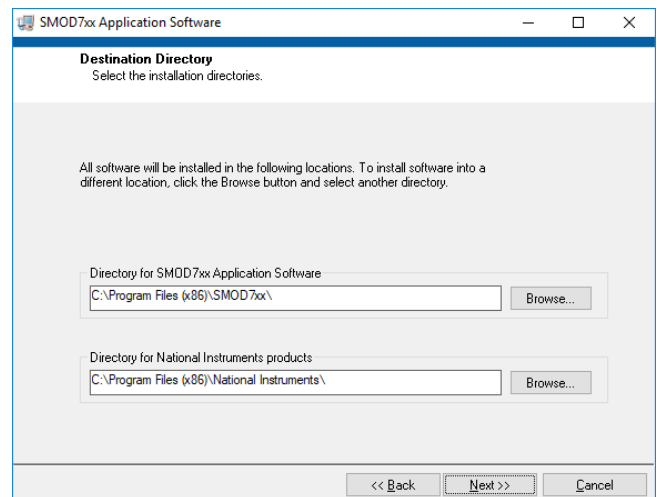 SMOD7xx Application Software
Destination Directory
Select the installation directories.
All software will be installed in the following locations. To install software into a
different location, click the Browse button and select another directory.
Directory for SMOD7xx Application Software
C:\Program Files (x86)\SMOD7xx\
Browse...
Directory for National Instruments products
C:\Program Files (x86)\National Instruments\
Browse...
<< Back
Next >>
Cancel